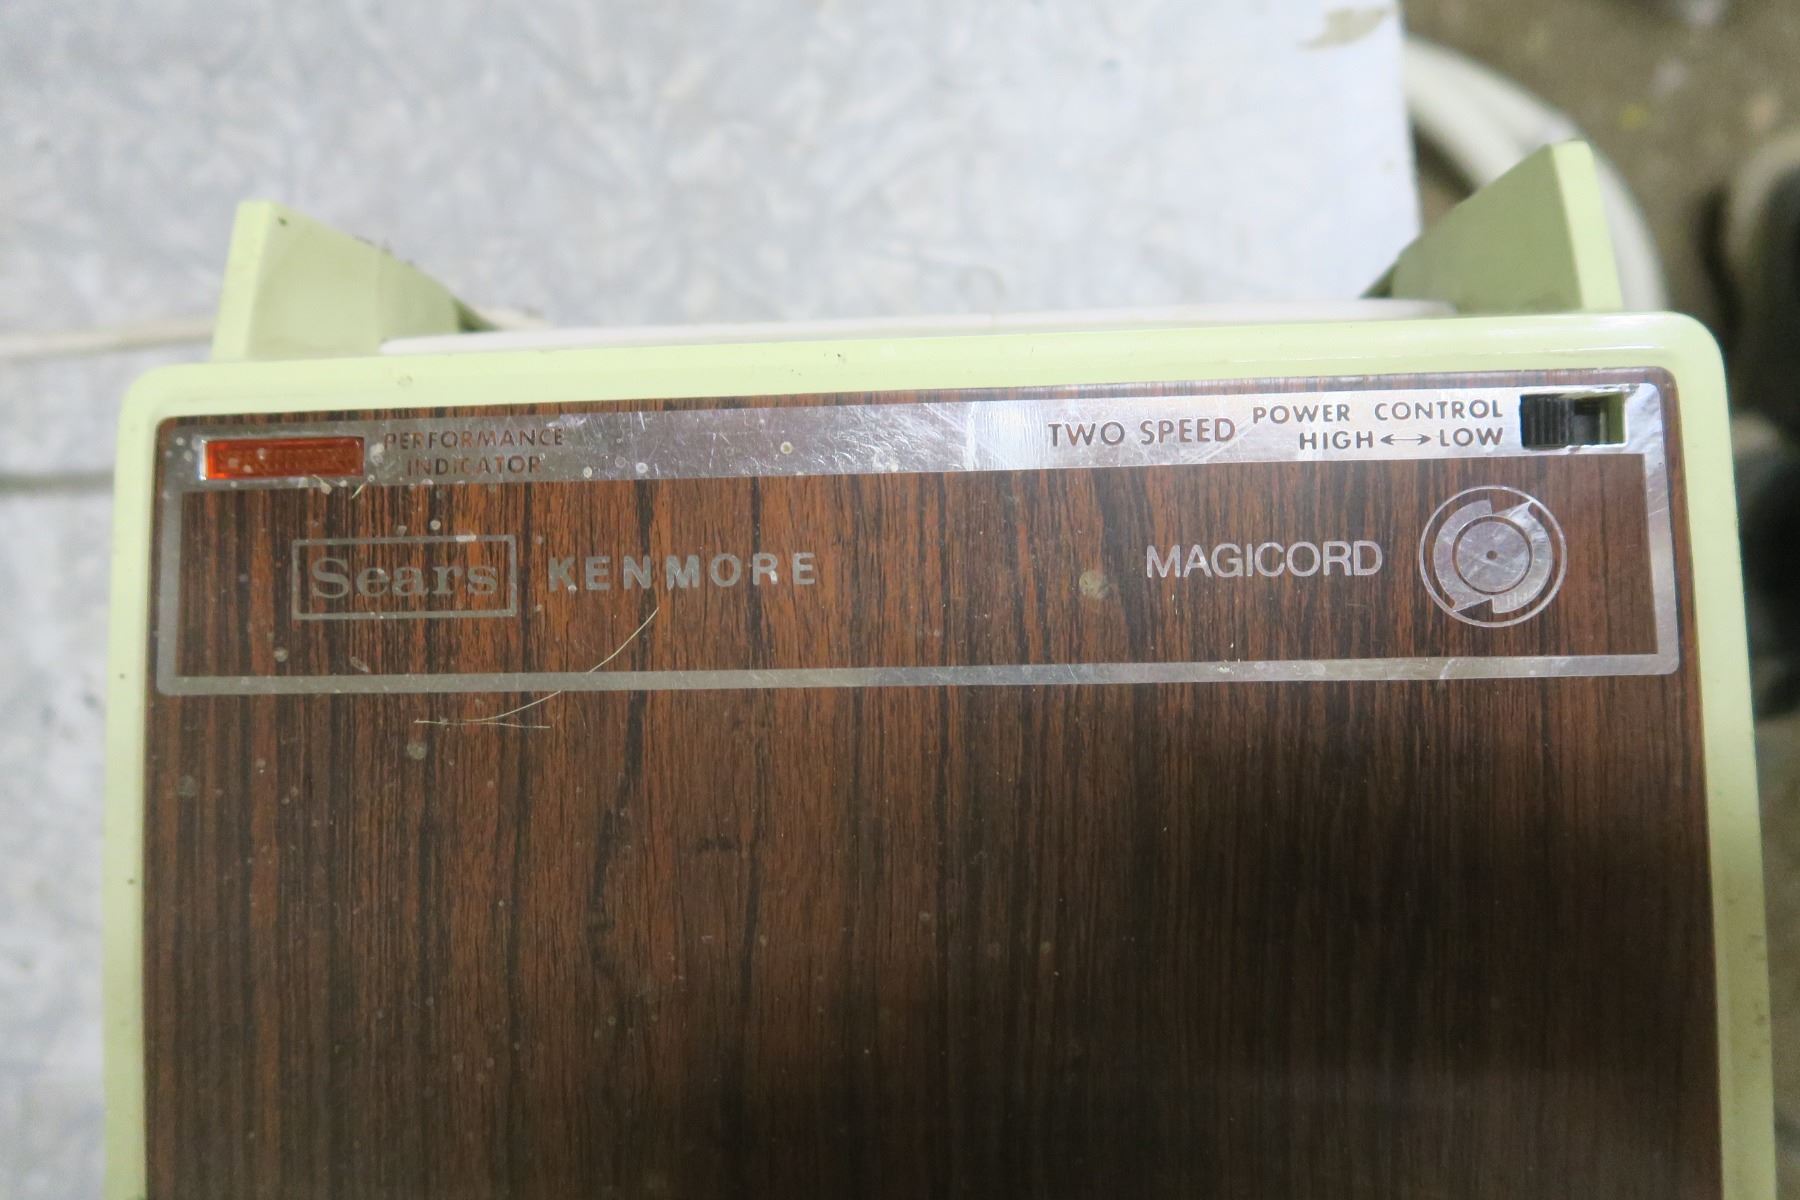 PERFORMANCE
INDICATOR
TWO SPEED
POWER CONTROL
HIGH↔LOW
Sears KENMORE
MAGICORD